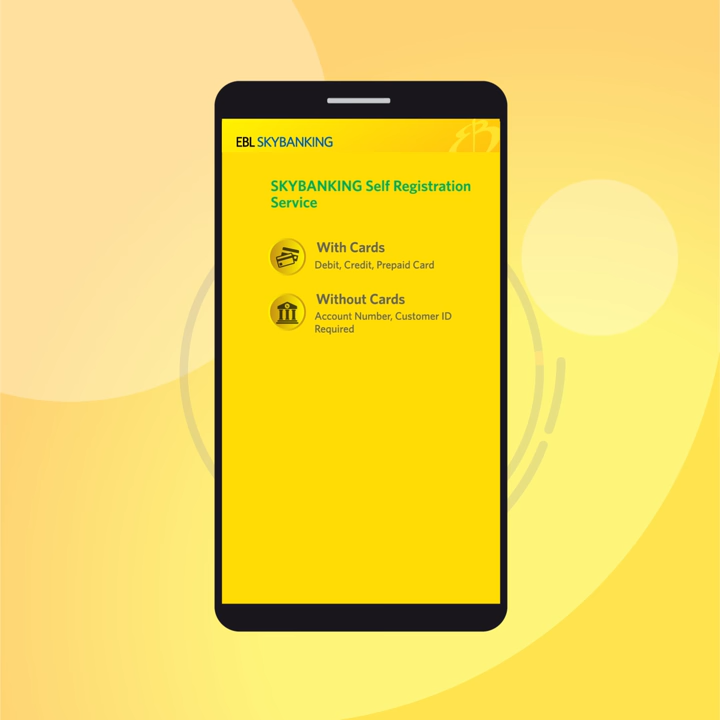 EBL SKYBANKING
SKYBANKING Self Registration
Service
With Cards
Debit, Credit, Prepaid Card
Without Cards
Account Number, Customer ID
Required